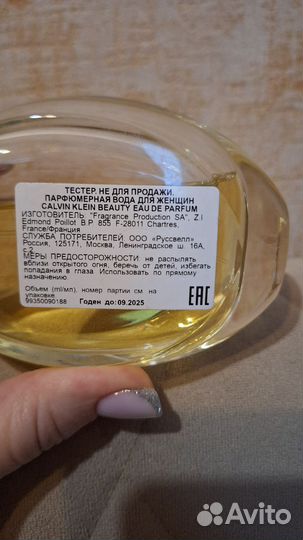 ТЕСТЕР. НЕ ДЛЯ ПРОДАЖИ.
ПАРФЮМЕРНАЯ ВОДА ДЛЯ ЖЕНЩИН
CALVIN KLEIN BEAUTY EAU DE PARFUM
ИЗГОТОВИТЕЛЬ "Fragrance Production SA", Z.I
Edmond Poillot. B.P 855 F-28011 Chartres,
France/Франция
СЛУЖБА ПОТРЕБИТЕЛЕЙ ООО «Руссвелл»
Россия, 125171, Москва, Ленинградское ш. 16А,
с.2
МЕРЫ ПРЕДОСТОРОЖНОСТИ: не распылять
вблизи открытого огня, беречь от детей, избегать
попадания в глаза Использовать по прямому
назначению
Объем (ml/мл). номер партии см на
упаковке
99350090188 Годен до:09.2025
EAC
Avito